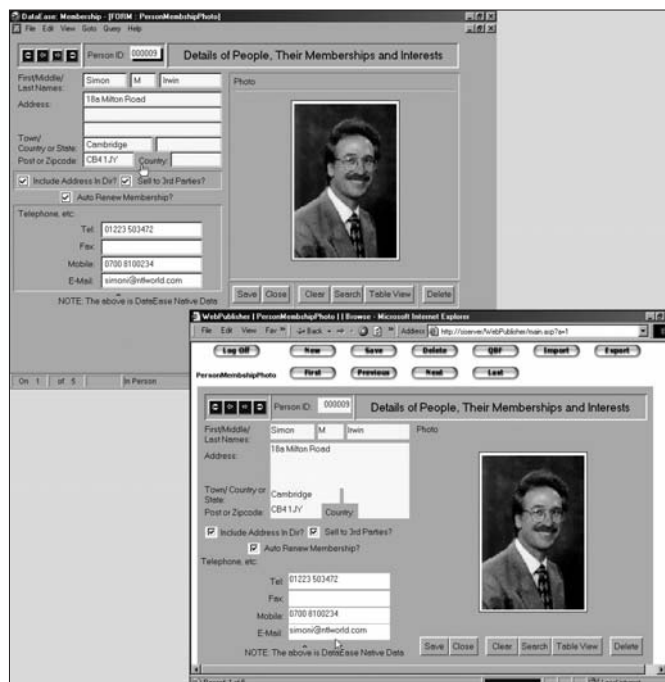 DataEase: Membership - [FORM : PersonMembshipPhoto]
File Edit View Goto Query Help
Person ID: 000009 Details of People, Their Memberships and Interests
First/Middle/ Simon M Irwin Photo
Last Names:
Address: 18a Milton Road
Town/ Cambridge
Country or State:
Post or Zipcode: CB4 1JY Country:
Include Address In Dir? Sell to 3rd Parties?
Auto Renew Membership?
Telephone, etc:
Tel: 01223 503472
Fax:
Mobile: 0700 8100234
E-Mail: simoni@ntlworld.com
Save Close Clear Search Table View Delete
NOTE: The above is DataEase Native Data
On 1 of 5 In Person
WebPublisher | PersonMembshipPhoto | | Browse - Microsoft Internet Explorer
File Edit View Fav » Back Address http://siserver/WebPublisher/main.asp?a=1
Log Off New Save Delete QBF Import Export
PersonMembshipPhoto First Previous Next Last
Person ID: 000009 Details of People, Their Memberships and Interests
First/Middle/ Simon M Irwin Photo
Last Names:
Address: 18a Milton Road
Town/ Country or Cambridge
State:
Post or Zipcode: CB4 1JY Country:
Include Address In Dir? Sell to 3rd Parties?
Auto Renew Membership?
Telephone, etc:
Tel: 01223 503472
Fax:
Mobile: 0700 8100234
E-Mail: simoni@ntlworld.com
Save Close Clear Search Table View Delete
NOTE: The above is DataEase Native Data